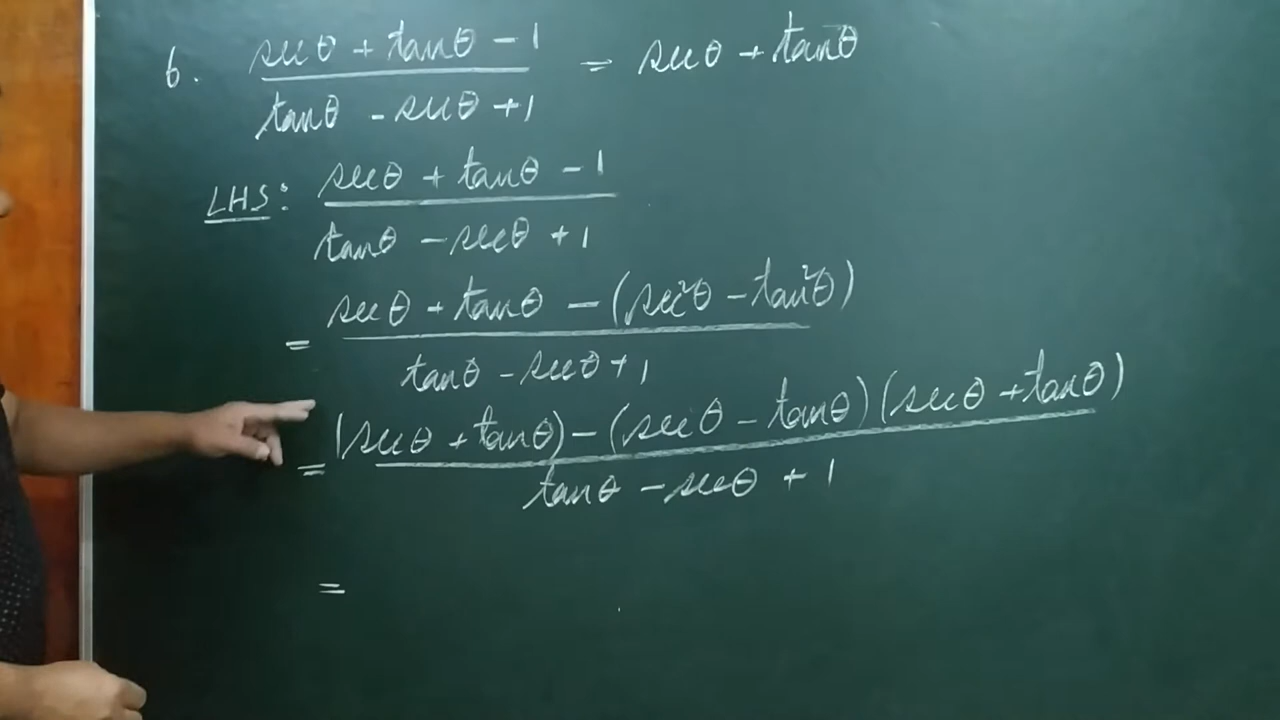 6. secθ + tanθ - 1 = secθ + tanθ
tanθ - secθ + 1
LHS: secθ + tanθ - 1
tanθ - secθ + 1
= secθ + tanθ - (sec²θ - tan²θ)
tanθ - secθ + 1
= (secθ + tanθ) - (secθ - tanθ)(secθ + tanθ)
tanθ - secθ + 1
=